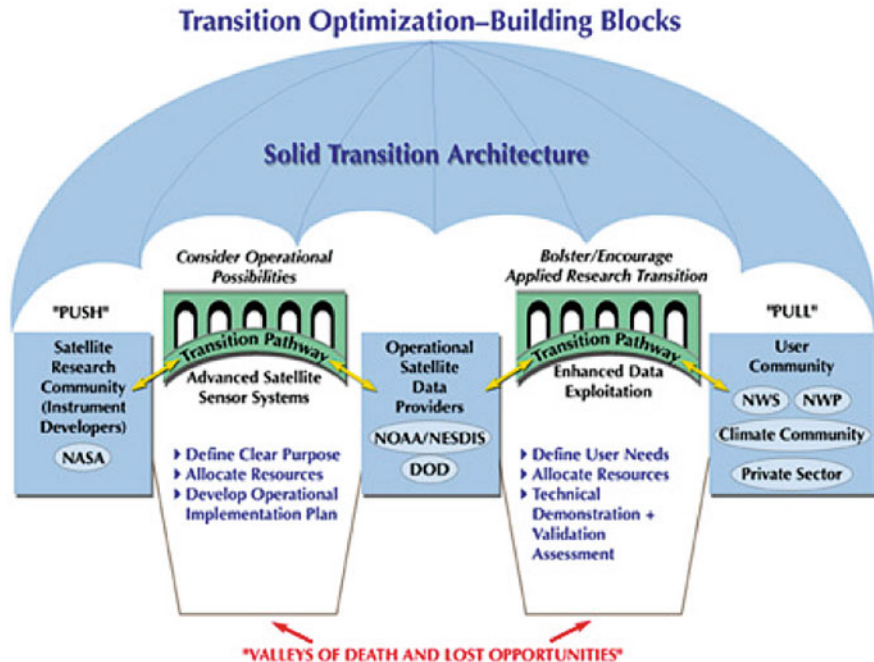 Transition Optimization–Building Blocks
Solid Transition Architecture
Consider Operational
Possibilities
Bolster/Encourage
Applied Research Transition
"PUSH"
"PULL"
Satellite
Research
Community
(Instrument
Developers)
NASA
Transition Pathway
Advanced Satellite
Sensor Systems
Define Clear Purpose
Allocate Resources
Develop Operational
Implementation Plan
Operational
Satellite
Data
Providers
NOAA/NESDIS
DOD
Transition Pathway
Enhanced Data
Exploitation
Define User Needs
Allocate Resources
Technical
Demonstration +
Validation
Assessment
User
Community
NWS
NWP
Climate Community
Private Sector
"VALLEYS OF DEATH AND LOST OPPORTUNITIES"